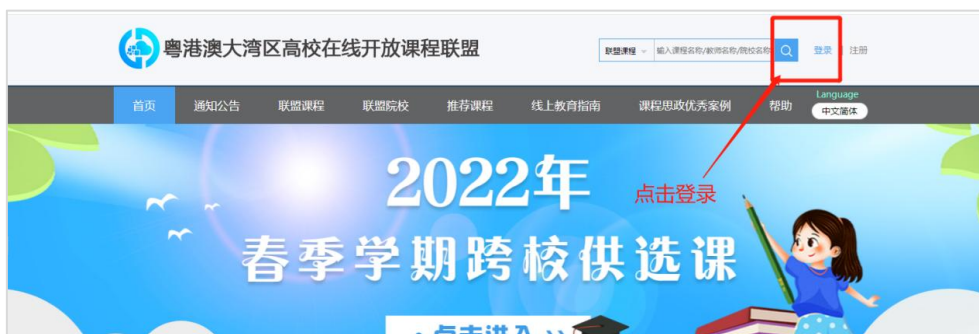 粤港澳大湾区高校在线开放课程联盟
联盟课程 输入课程名称/教师名称/院校名称 登录 | 注册
首页 通知公告 联盟课程 联盟院校 推荐课程 线上教育指南 课程思政优秀案例 帮助 Language
中文简体
2022年
点击登录
春季学期跨校供选课
点击进入 >>